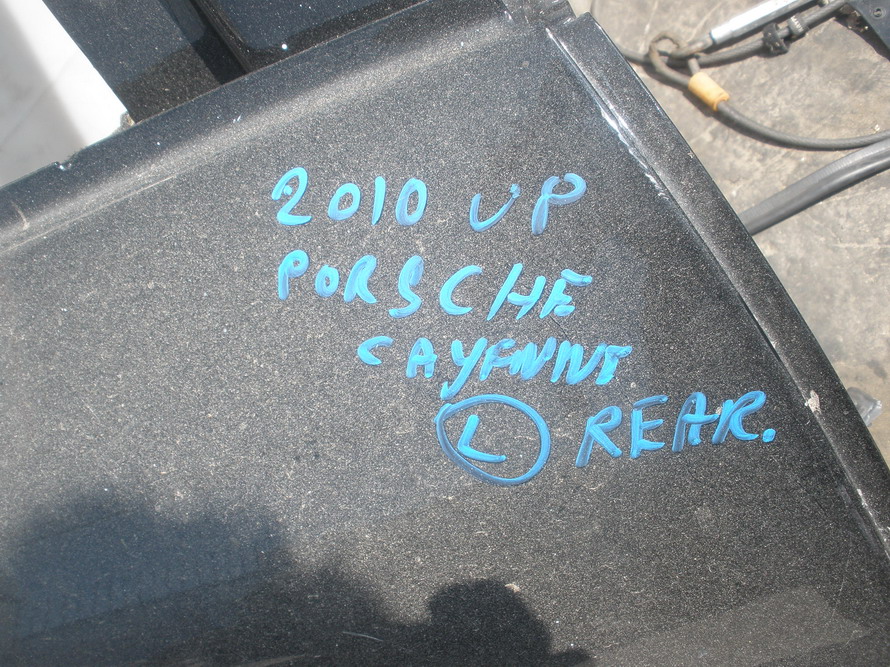 2010 UP
PORSCHE
CAYENNE
L REAR.